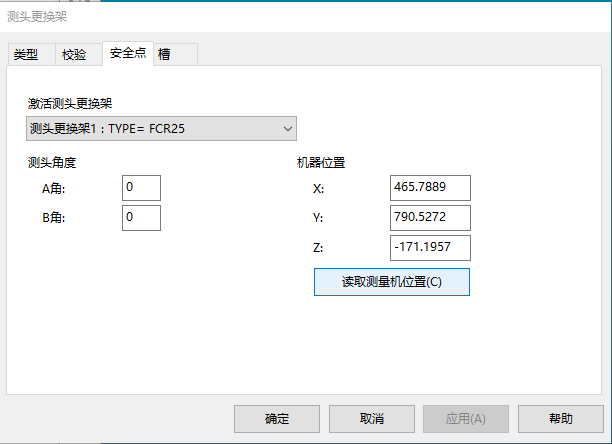 测头更换架
类型 校验 安全点 槽
激活测头更换架
测头更换架1 : TYPE= FCR25
测头角度 机器位置
A角: 0 X: 465.7889
B角: 0 Y: 790.5272
Z: -171.1957
读取测量机位置(C)
确定 取消 应用(A) 帮助